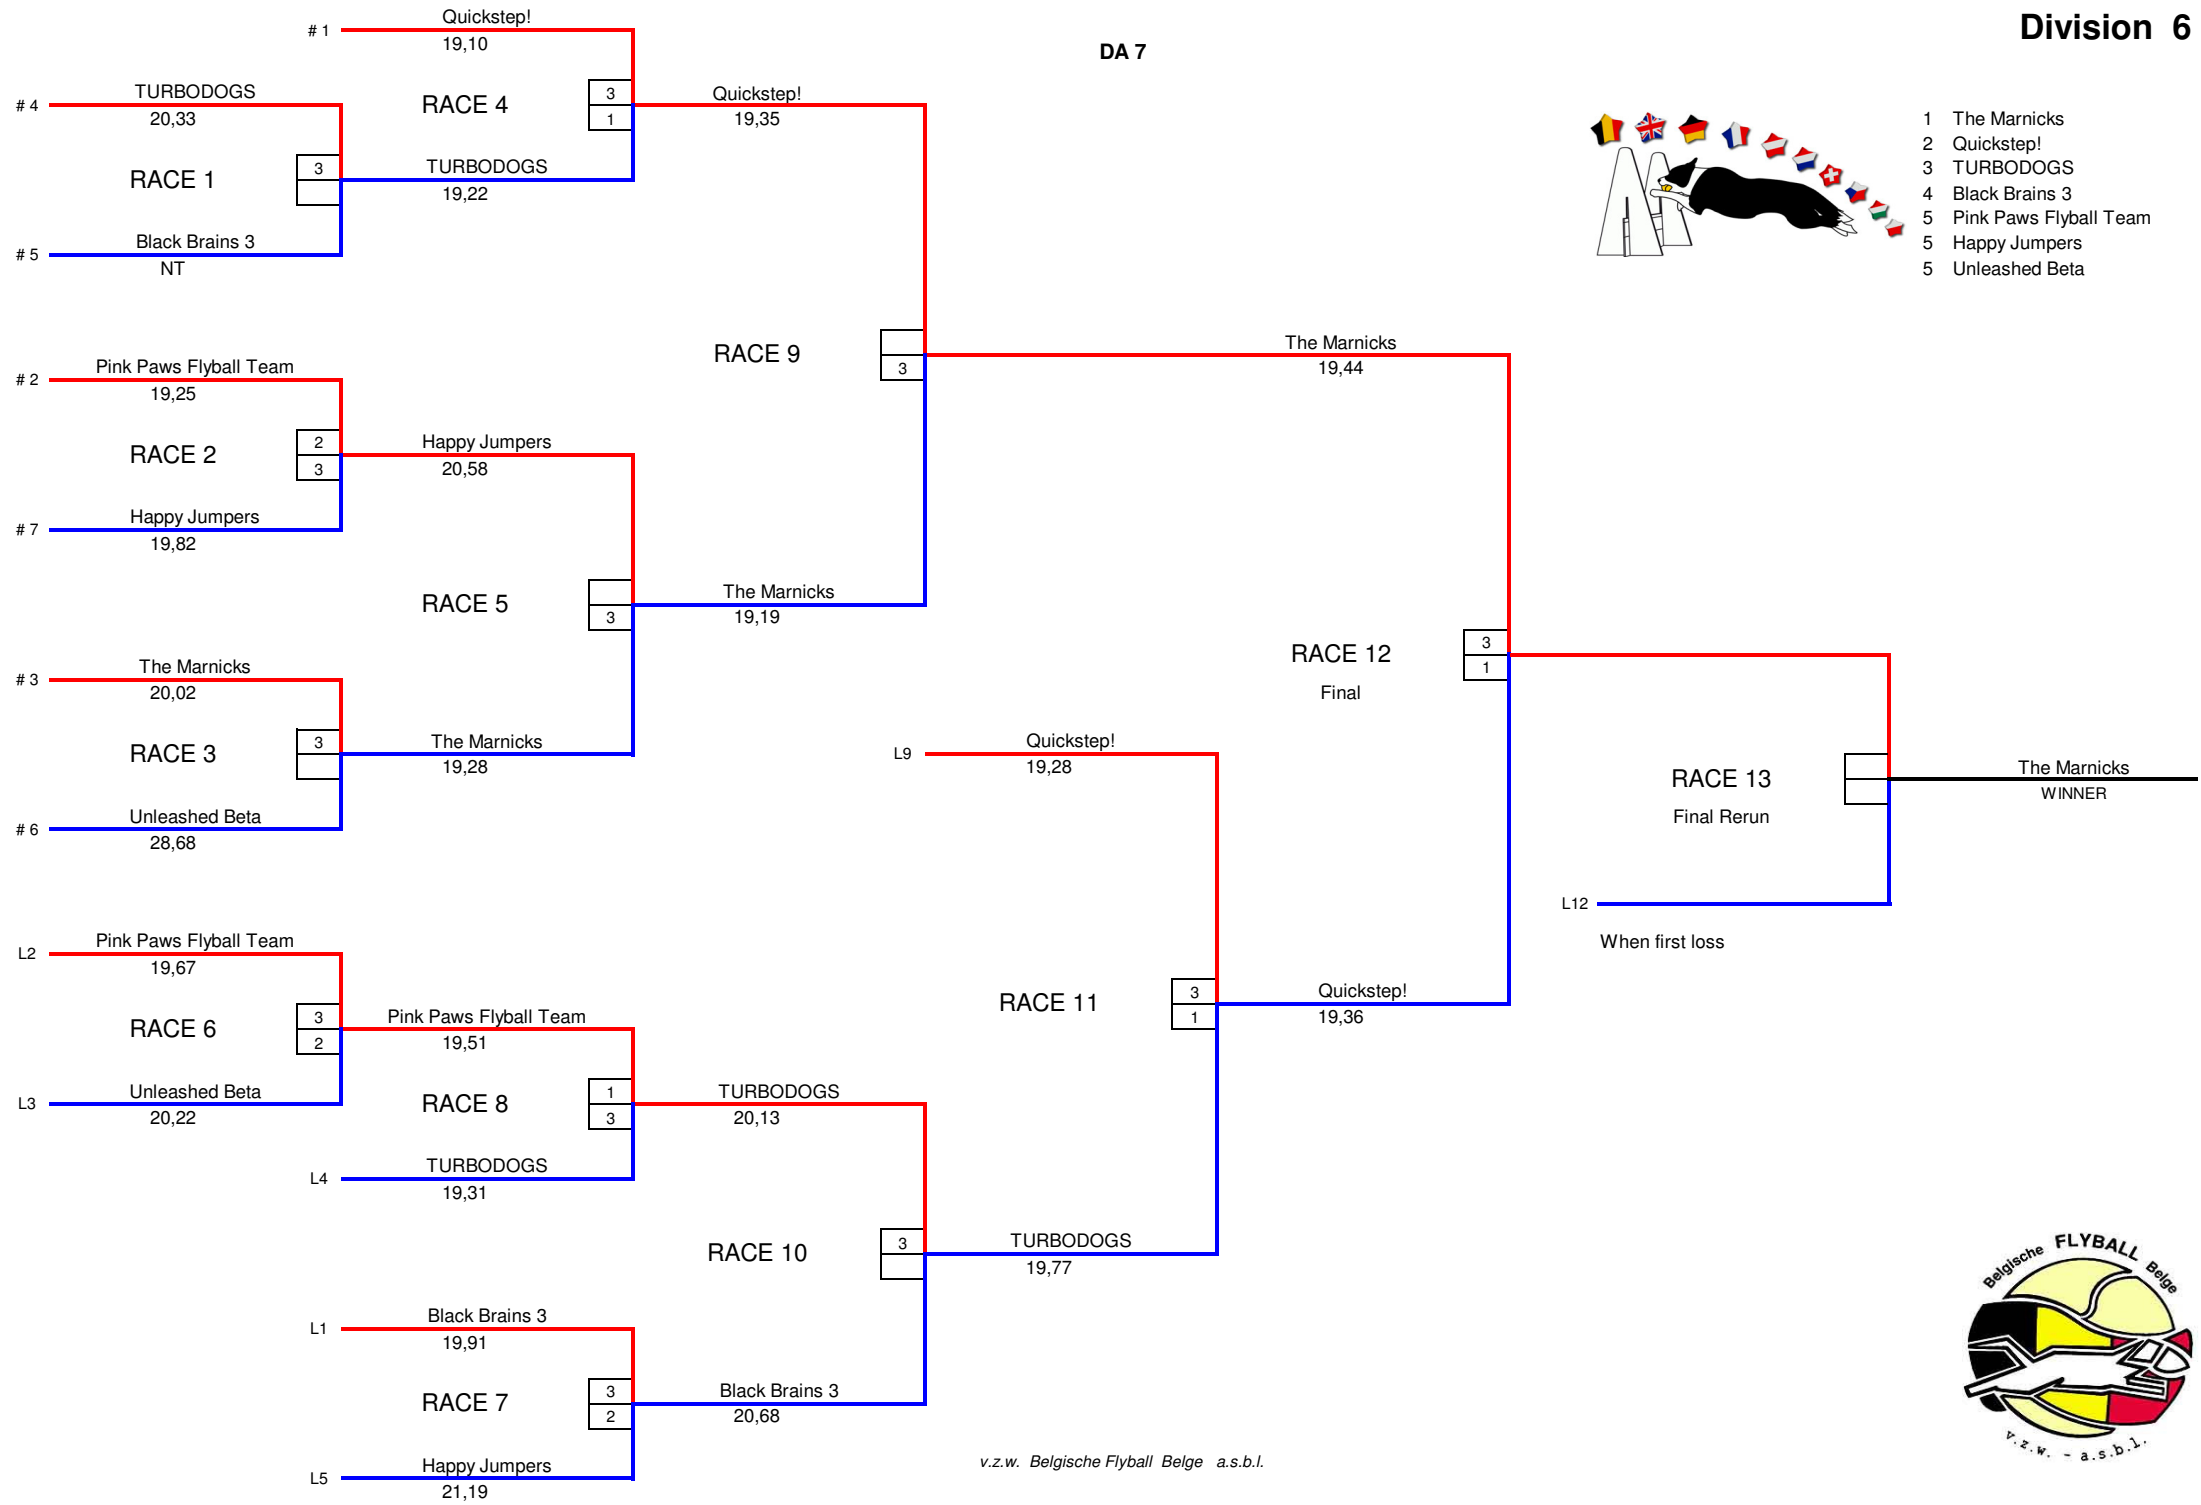 Division 6
DA 7
1 The Marnicks
2 Quickstep!
3 TURBODOGS
4 Black Brains 3
5 Pink Paws Flyball Team
5 Happy Jumpers
5 Unleashed Beta
# 1 Quickstep!
19,10
# 4 TURBODOGS
20,33
RACE 1
3
# 5 Black Brains 3
NT
RACE 4
3
1
TURBODOGS
19,22
Quickstep!
19,35
# 2 Pink Paws Flyball Team
19,25
RACE 2
2
3
# 7 Happy Jumpers
19,82
Happy Jumpers
20,58
RACE 5
3
# 3 The Marnicks
20,02
RACE 3
3
# 6 Unleashed Beta
28,68
The Marnicks
19,28
The Marnicks
19,19
RACE 9
3
The Marnicks
19,44
RACE 12
Final
3
1
L9 Quickstep!
19,28
RACE 11
3
1
Quickstep!
19,36
RACE 13
Final Rerun
The Marnicks
WINNER
L12
When first loss
L2 Pink Paws Flyball Team
19,67
RACE 6
3
2
L3 Unleashed Beta
20,22
Pink Paws Flyball Team
19,51
RACE 8
1
3
L4 TURBODOGS
19,31
TURBODOGS
20,13
RACE 10
3
TURBODOGS
19,77
L1 Black Brains 3
19,91
RACE 7
3
2
L5 Happy Jumpers
21,19
Black Brains 3
20,68
v.z.w. Belgische Flyball Belge a.s.b.l.
Belgische FLYBALL Belge
v.z.w. - a.s.b.l.